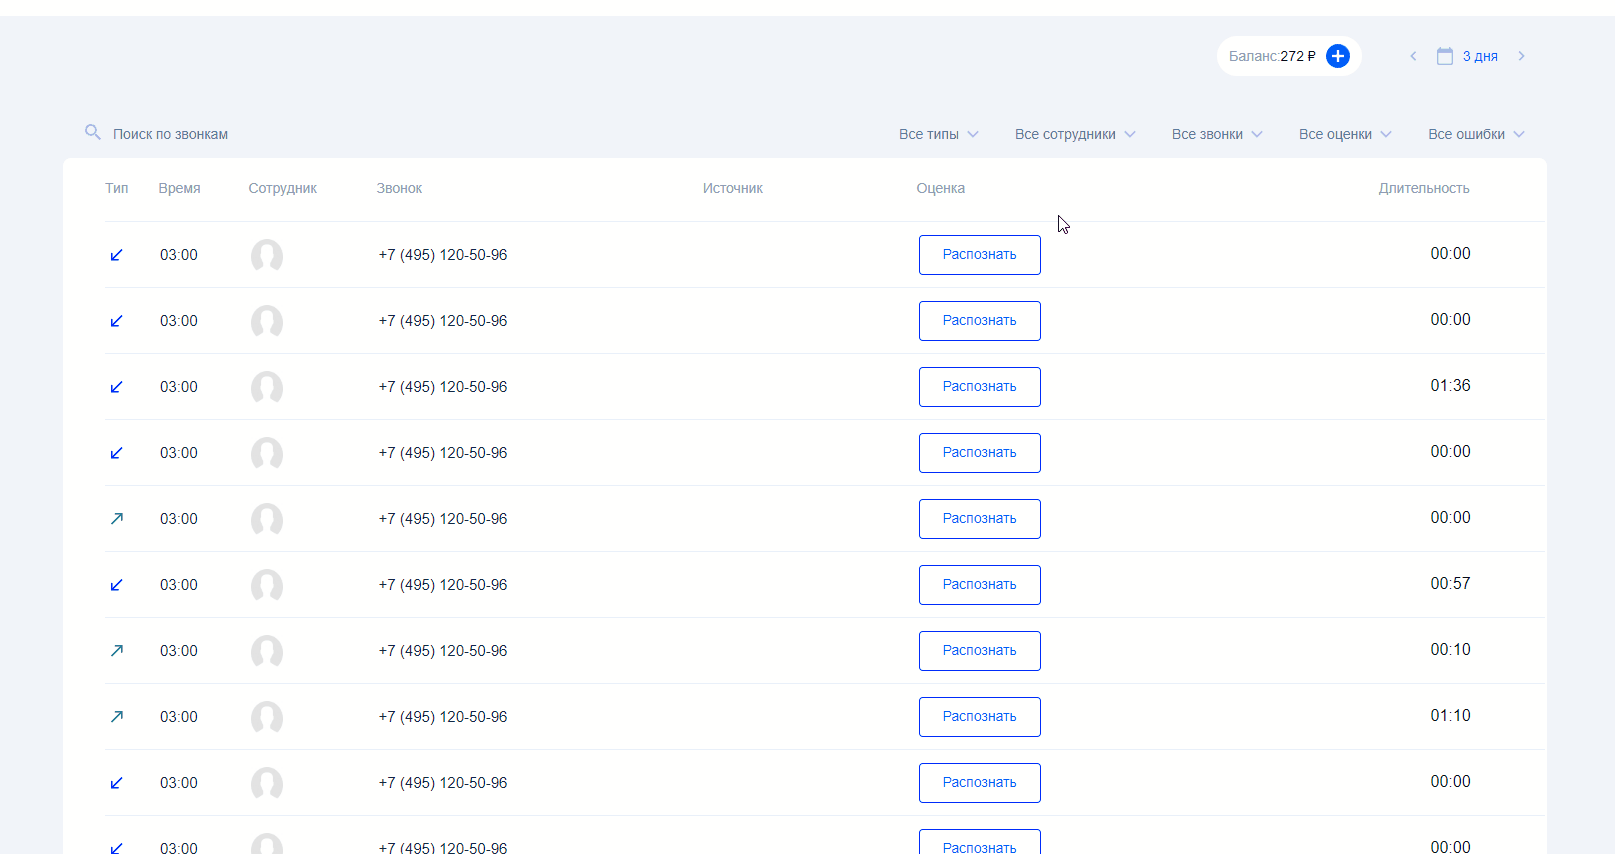 Баланс:272 ₽
3 дня
Поиск по звонкам Все типы Все сотрудники Все звонки Все оценки Все ошибки
Тип Время Сотрудник Звонок Источник Оценка Длительность
03:00 +7 (495) 120-50-96 Распознать 00:00
03:00 +7 (495) 120-50-96 Распознать 00:00
03:00 +7 (495) 120-50-96 Распознать 01:36
03:00 +7 (495) 120-50-96 Распознать 00:00
03:00 +7 (495) 120-50-96 Распознать 00:00
03:00 +7 (495) 120-50-96 Распознать 00:57
03:00 +7 (495) 120-50-96 Распознать 00:10
03:00 +7 (495) 120-50-96 Распознать 01:10
03:00 +7 (495) 120-50-96 Распознать 00:00
03:00 +7 (495) 120-50-96 Распознать 00:00